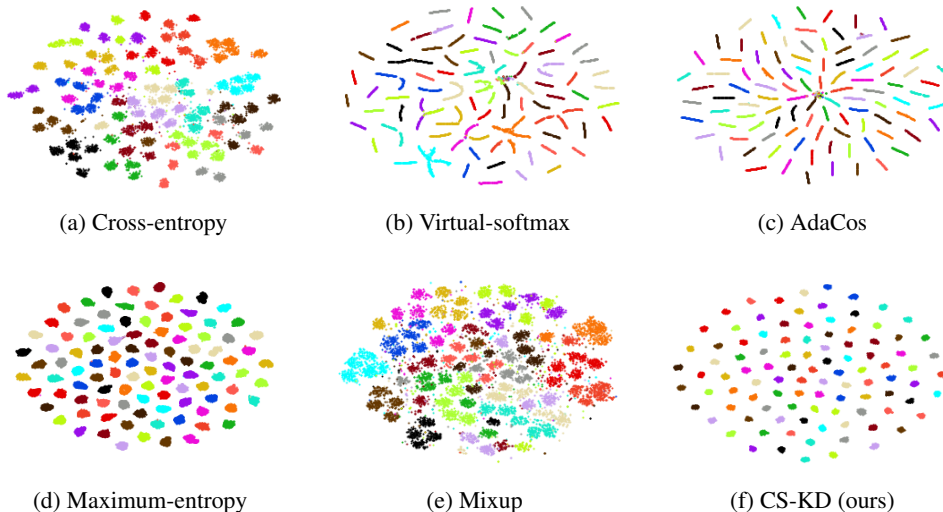 (a) Cross-entropy
(b) Virtual-softmax
(c) AdaCos
(d) Maximum-entropy
(e) Mixup
(f) CS-KD (ours)